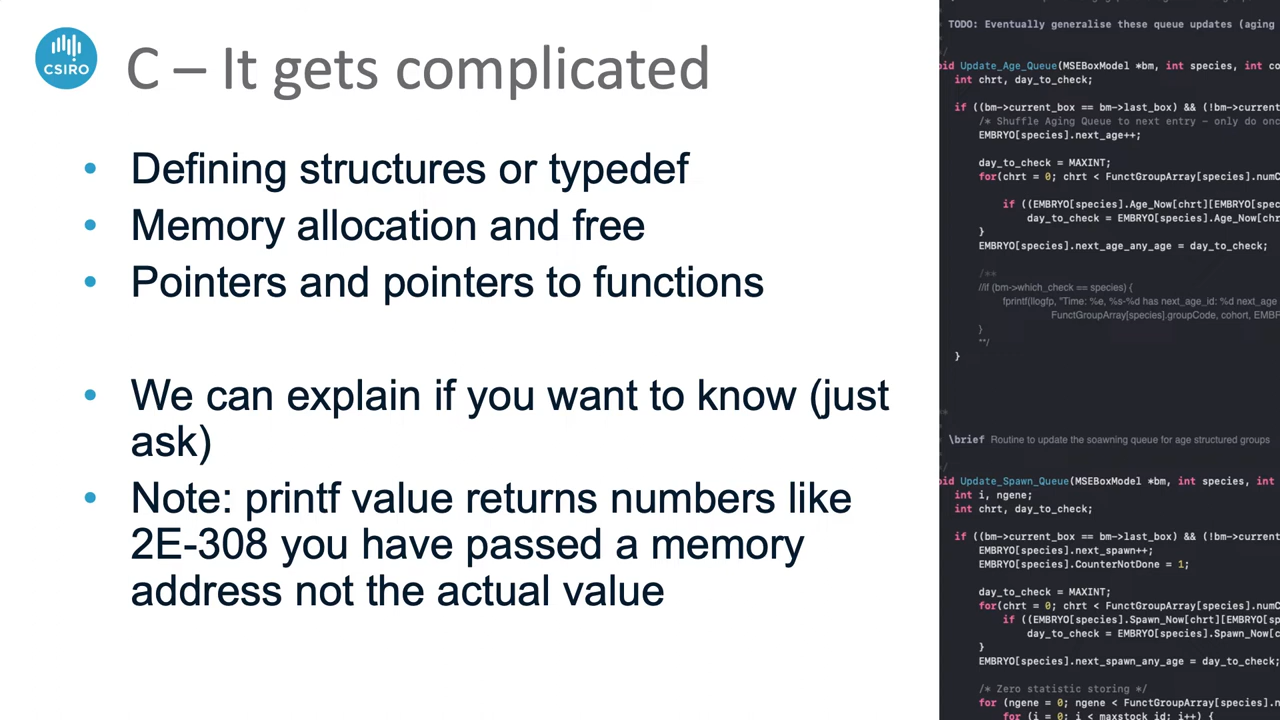 CSIRO
C – It gets complicated
• Defining structures or typedef
• Memory allocation and free
• Pointers and pointers to functions
• We can explain if you want to know (just
ask)
• Note: printf value returns numbers like
2E-308 you have passed a memory
address not the actual value
TODO: Eventually generalise these queue updates (aging
/
oid Update_Age_Queue(MSEBoxModel *bm, int species, int co
int chrt, day_to_check;
if ((bm->current_box == bm->last_box) && (!bm->current
/* Shuffle Aging Queue to next entry – only do onc
EMBRYO[species].next_age++;
day_to_check = MAXINT;
for(chrt = 0; chrt < FunctGroupArray[species].numC
if ((EMBRYO[species].Age_Now[chrt][EMBRYO[spec
day_to_check = EMBRYO[species].Age_Now[chr
}
EMBRYO[species].next_age_any_age = day_to_check;
/**
//if (bm->which_check == species) {
fprintf(llogfp, "Time: %e, %s-%d has next_age_id: %d next_age
FunctGroupArray[species].groupCode, cohort, EMBR
}
**/
}
\brief Routine to update the soawning queue for age structured groups
/
oid Update_Spawn_Queue(MSEBoxModel *bm, int species, int
int i, ngene;
int chrt, day_to_check;
if ((bm->current_box == bm->last_box) && (!bm->current
EMBRYO[species].next_spawn++;
EMBRYO[species].CounterNotDone = 1;
day_to_check = MAXINT;
for(chrt = 0; chrt < FunctGroupArray[species].numC
if ((EMBRYO[species].Spawn_Now[chrt][EMBRYO[sp
day_to_check = EMBRYO[species].Spawn_Now[c
}
EMBRYO[species].next_spawn_any_age = day_to_check;
/* Zero statistic storing */
for (ngene = 0; ngene < FunctGroupArray[species].n
for (i = 0; i < maxstock_id; i++) {